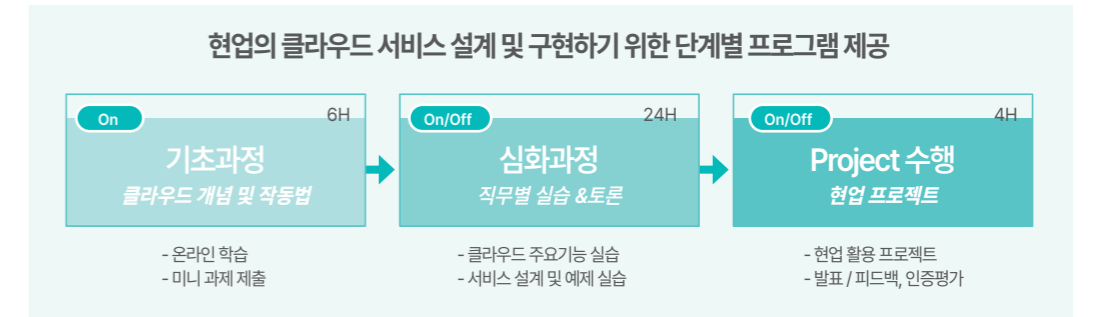 현업의 클라우드 서비스 설계 및 구현하기 위한 단계별 프로그램 제공
On
6H
기초과정
클라우드 개념 및 작동법
- 온라인 학습
- 미니 과제 제출
On/Off
24H
심화과정
직무별 실습 &토론
- 클라우드 주요기능 실습
- 서비스 설계 및 예제 실습
On/Off
4H
Project 수행
현업 프로젝트
- 현업 활용 프로젝트
- 발표 / 피드백, 인증평가